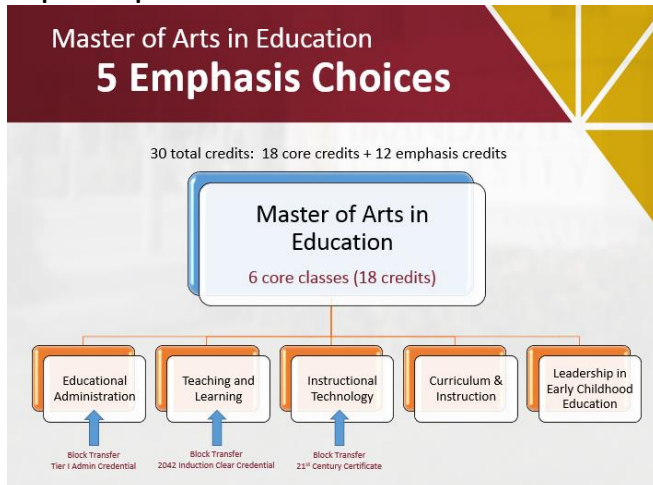 Master of Arts in Education
5 Emphasis Choices
30 total credits: 18 core credits + 12 emphasis credits
Master of Arts in
Education
6 core classes (18 credits)
Educational
Administration
Teaching and
Learning
Instructional
Technology
Curriculum &
Instruction
Leadership in
Early Childhood
Education
Block Transfer
Tier I Admin Credential
Block Transfer
2042 Induction Clear Credential
Block Transfer
21st Century Certificate